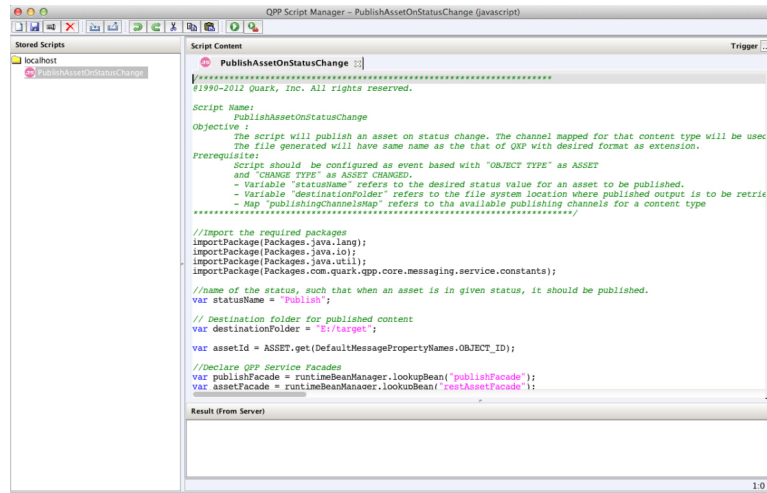 QPP Script Manager – PublishAssetOnStatusChange (javascript)
Stored Scripts
localhost
PublishAssetOnStatusChange
Script Content
Trigger ...
PublishAssetOnStatusChange
/*********************************************************************
@1990-2012 Quark, Inc. All rights reserved.
Script Name:
PublishAssetOnStatusChange
Objective :
The script will publish an asset on status change. The channel mapped for that content type will be used
The file generated will have same name as the that of QXP with desired format as extension.
Prerequisite:
Script should be configured as event based with "OBJECT TYPE" as ASSET
and "CHANGE TYPE" as ASSET CHANGED.
- Variable "statusName" refers to the desired status value for an asset to be published.
- Variable "destinationFolder" refers to the file system location where published output is to be retrie
- Map "publishingChannelsMap" refers to tha available publishing channels for a content type
**************************************************************************/
//Import the required packages
importPackage(Packages.java.lang);
importPackage(Packages.java.io);
importPackage(Packages.java.util);
importPackage(Packages.com.quark.qpp.core.messaging.service.constants);
//name of the status, such that when an asset is in given status, it should be published.
var statusName = "Publish";
// Destination folder for published content
var destinationFolder = "E:/target";
var assetId = ASSET.get(DefaultMessagePropertyNames.OBJECT_ID);
//Declare QPP Service Facades
var publishFacade = runtimeBeanManager.lookupBean("publishFacade");
var assetFacade = runtimeBeanManager.lookupBean("restAssetFacade");
Result (From Server)
1:0